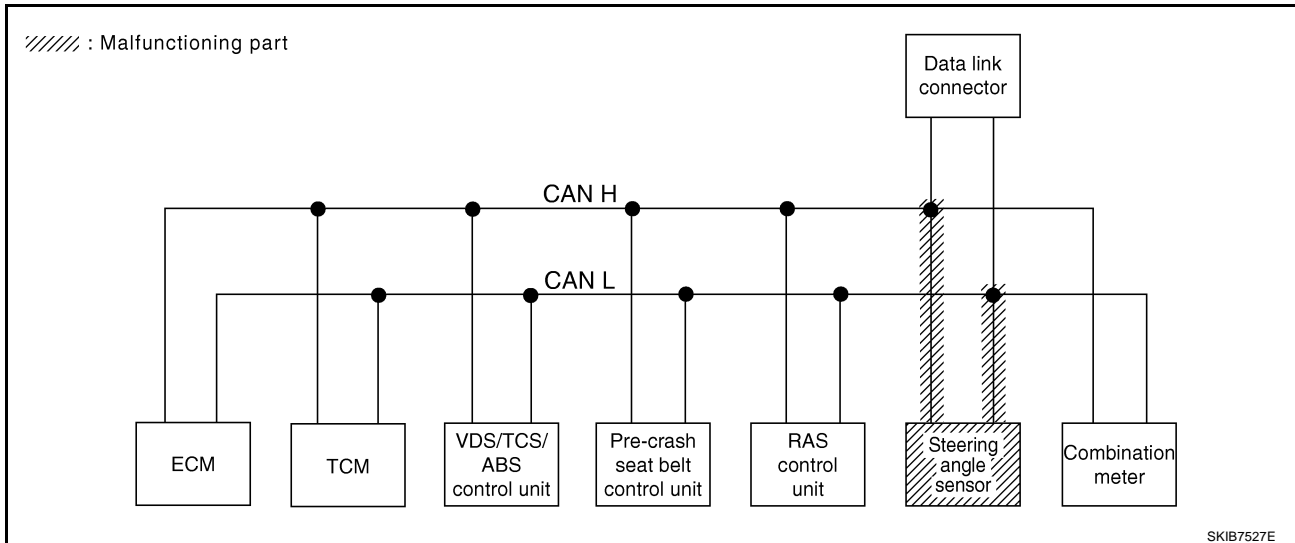 : Malfunctioning part
Data link
connector
CAN H
CAN L
ECM
TCM
VDS/TCS/
ABS
control unit
Pre-crash
seat belt
control unit
RAS
control
unit
Steering
angle
sensor
Combination
meter
SKIB7527E